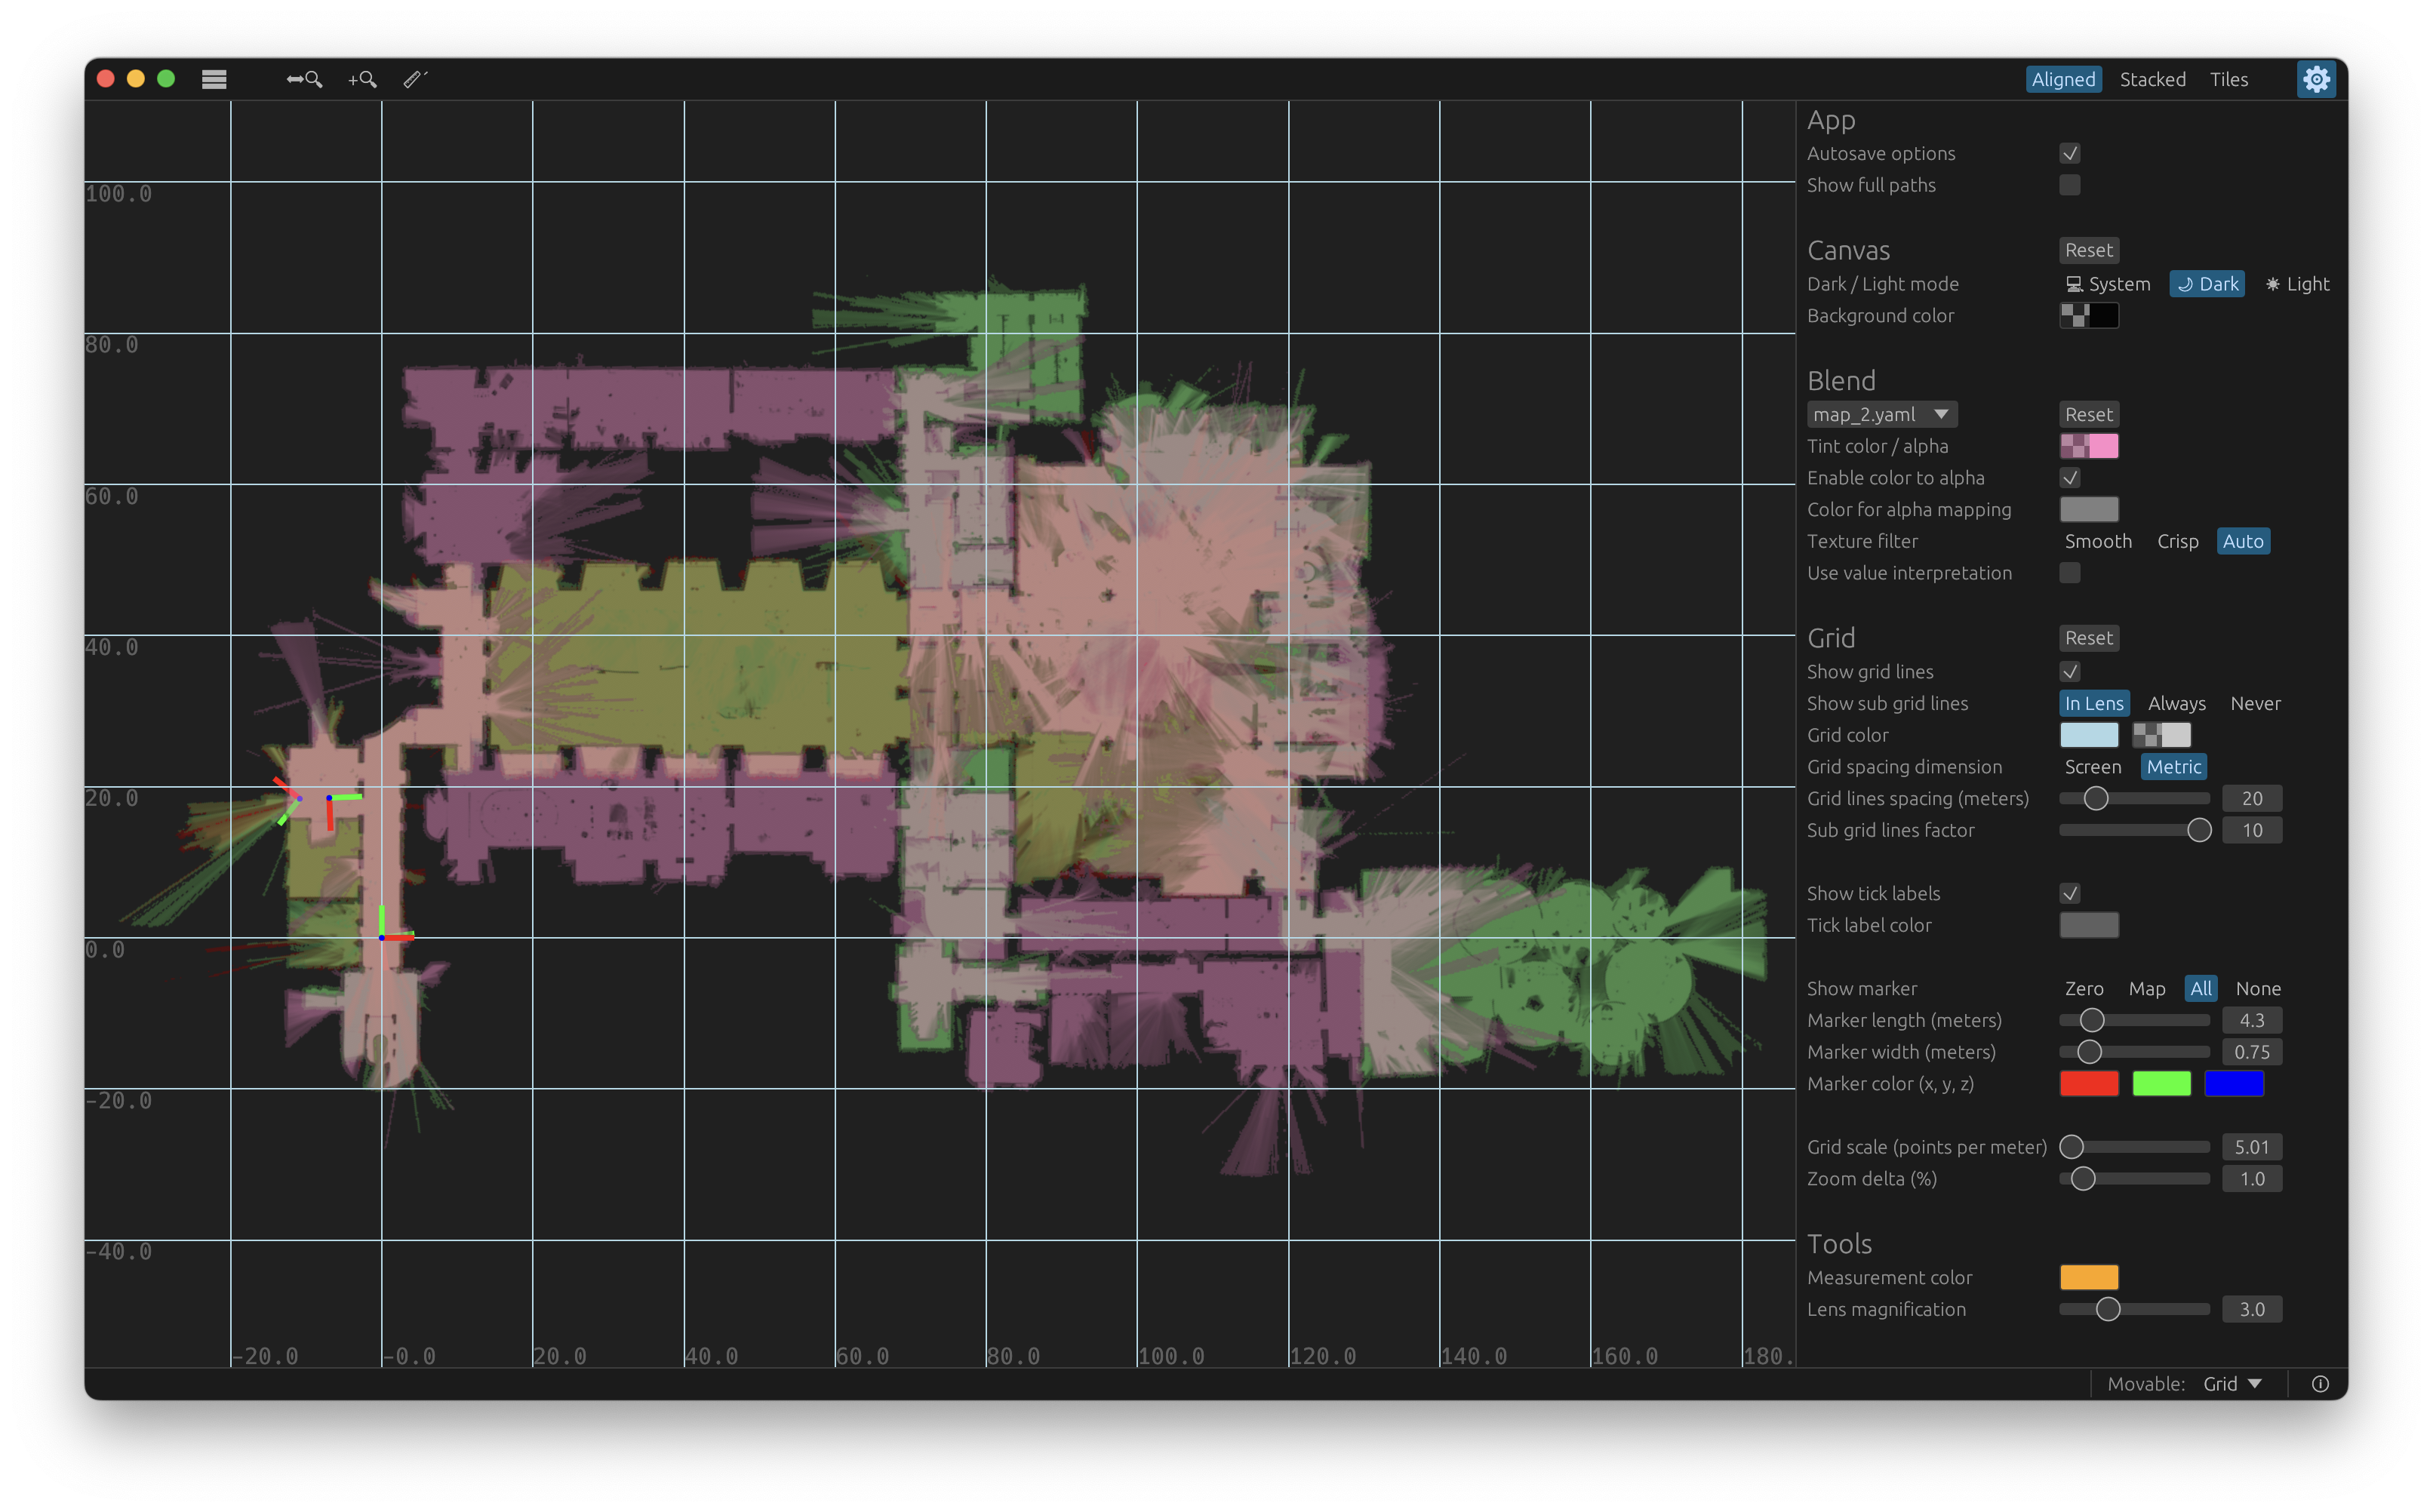 Aligned Stacked Tiles
App
Autosave options
Show full paths
Canvas Reset
Dark / Light mode System Dark Light
Background color
Blend
map_2.yaml Reset
Tint color / alpha
Enable color to alpha
Color for alpha mapping
Texture filter Smooth Crisp Auto
Use value interpretation
Grid Reset
Show grid lines
Show sub grid lines In Lens Always Never
Grid color
Grid spacing dimension Screen Metric
Grid lines spacing (meters) 20
Sub grid lines factor 10
Show tick labels
Tick label color
Show marker Zero Map All None
Marker length (meters) 4.3
Marker width (meters) 0.75
Marker color (x, y, z)
Grid scale (points per meter) 5.01
Zoom delta (%) 1.0
Tools
Measurement color
Lens magnification 3.0
100.0
80.0
60.0
40.0
20.0
0.0
-20.0
-40.0
-20.0 -0.0 20.0 40.0 60.0 80.0 100.0 120.0 140.0 160.0 180.
Movable: Grid